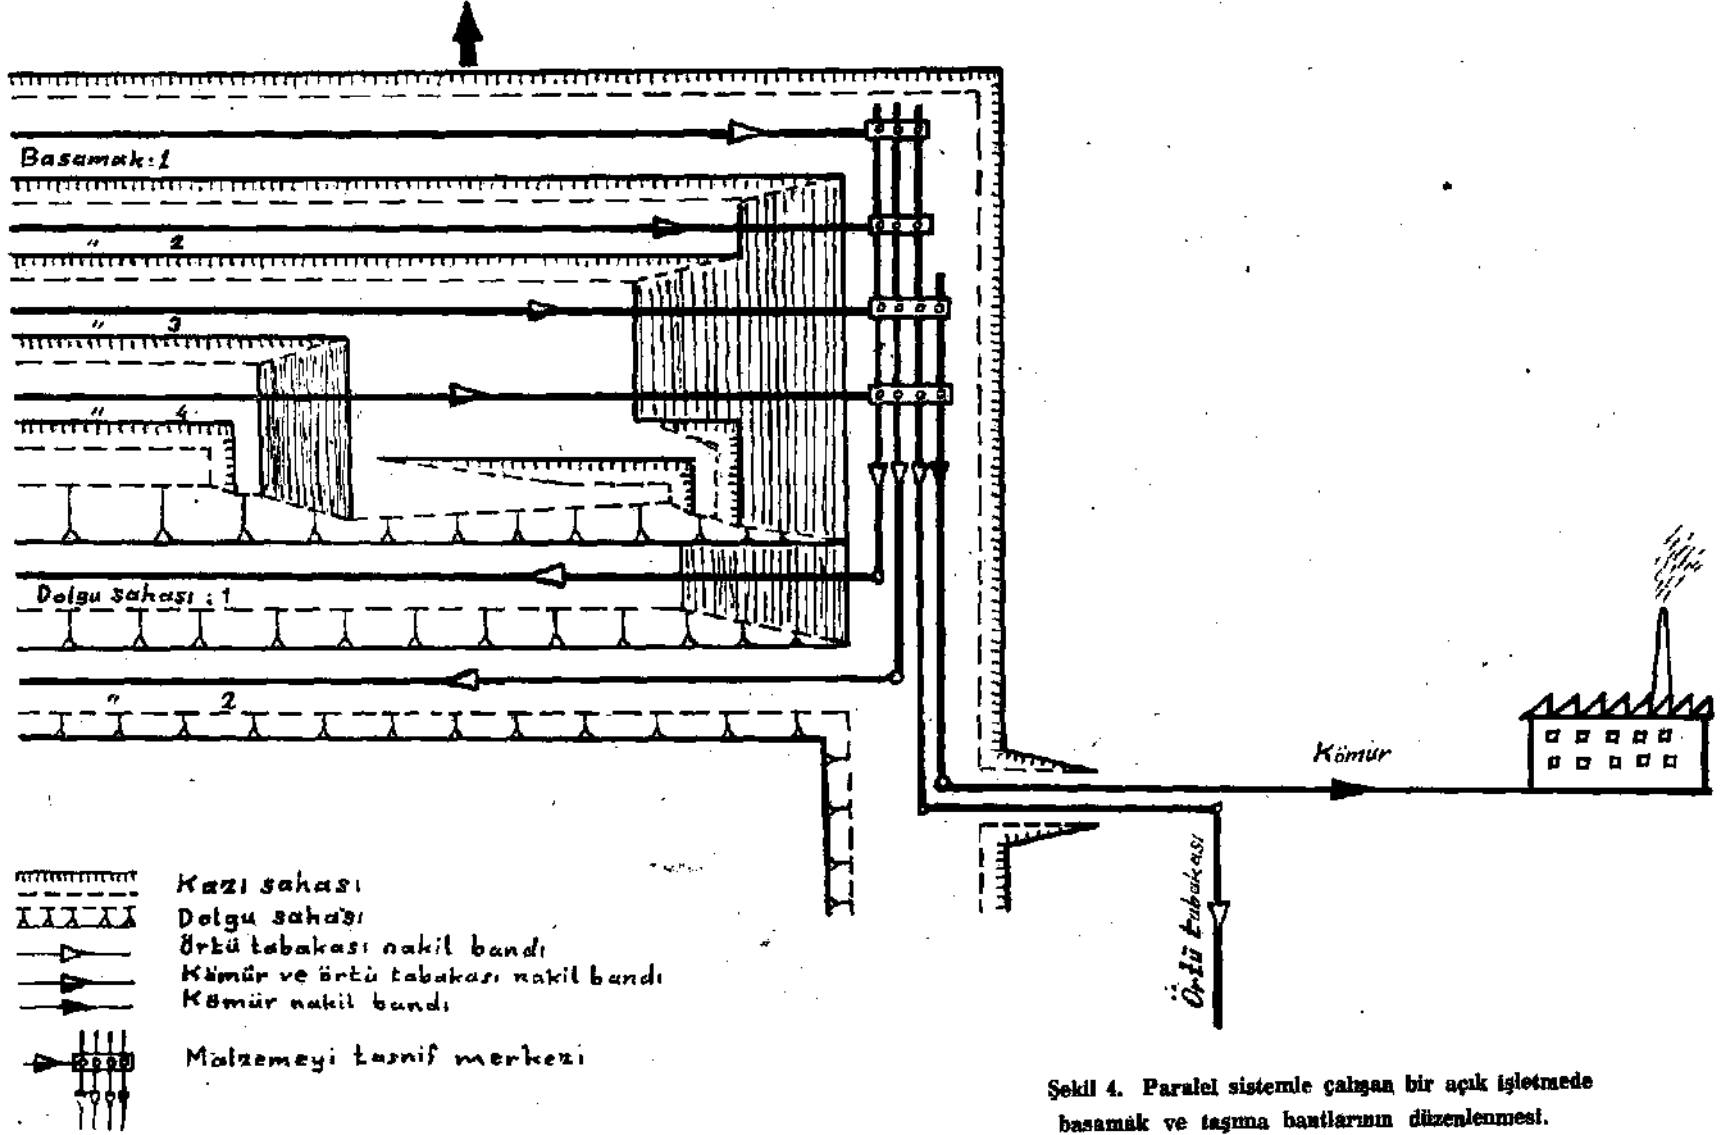 Basamak: 1
" 2
" 3
" 4
Dolgu sahası: 1
" 2
Kömür
Örtü tabakası
Kazı sahası
Dolgu sahası
Örtü tabakası nakil bandı
Kömür ve örtü tabakası nakil bandı
Kömür nakil bandı
Malzemeyi tasnif merkezi
Şekil 4. Paralel sistemle çalışan bir açık işletmede
basamak ve taşıma bantlarının düzenlenmesi.